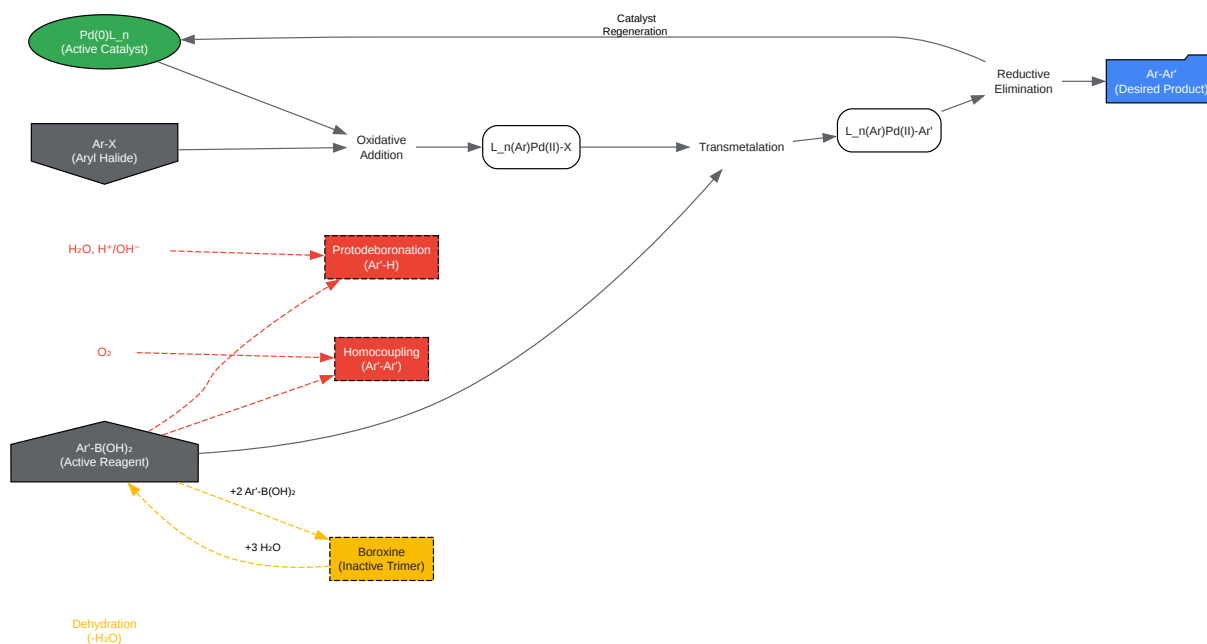 Catalyst
Regeneration
Pd(0)L_n
(Active Catalyst)
Reductive
Elimination
Ar-Ar'
(Desired Product)
Ar-X
(Aryl Halide)
Oxidative
Addition
L_n(Ar)Pd(II)-X
Transmetalation
L_n(Ar)Pd(II)-Ar'
H₂O, H⁺/OH⁻
Protodeboronation
(Ar'-H)
O₂
Homocoupling
(Ar'-Ar')
Ar'-B(OH)₂
(Active Reagent)
+2 Ar'-B(OH)₂
+3 H₂O
Boroxine
(Inactive Trimer)
Dehydration
(-H₂O)